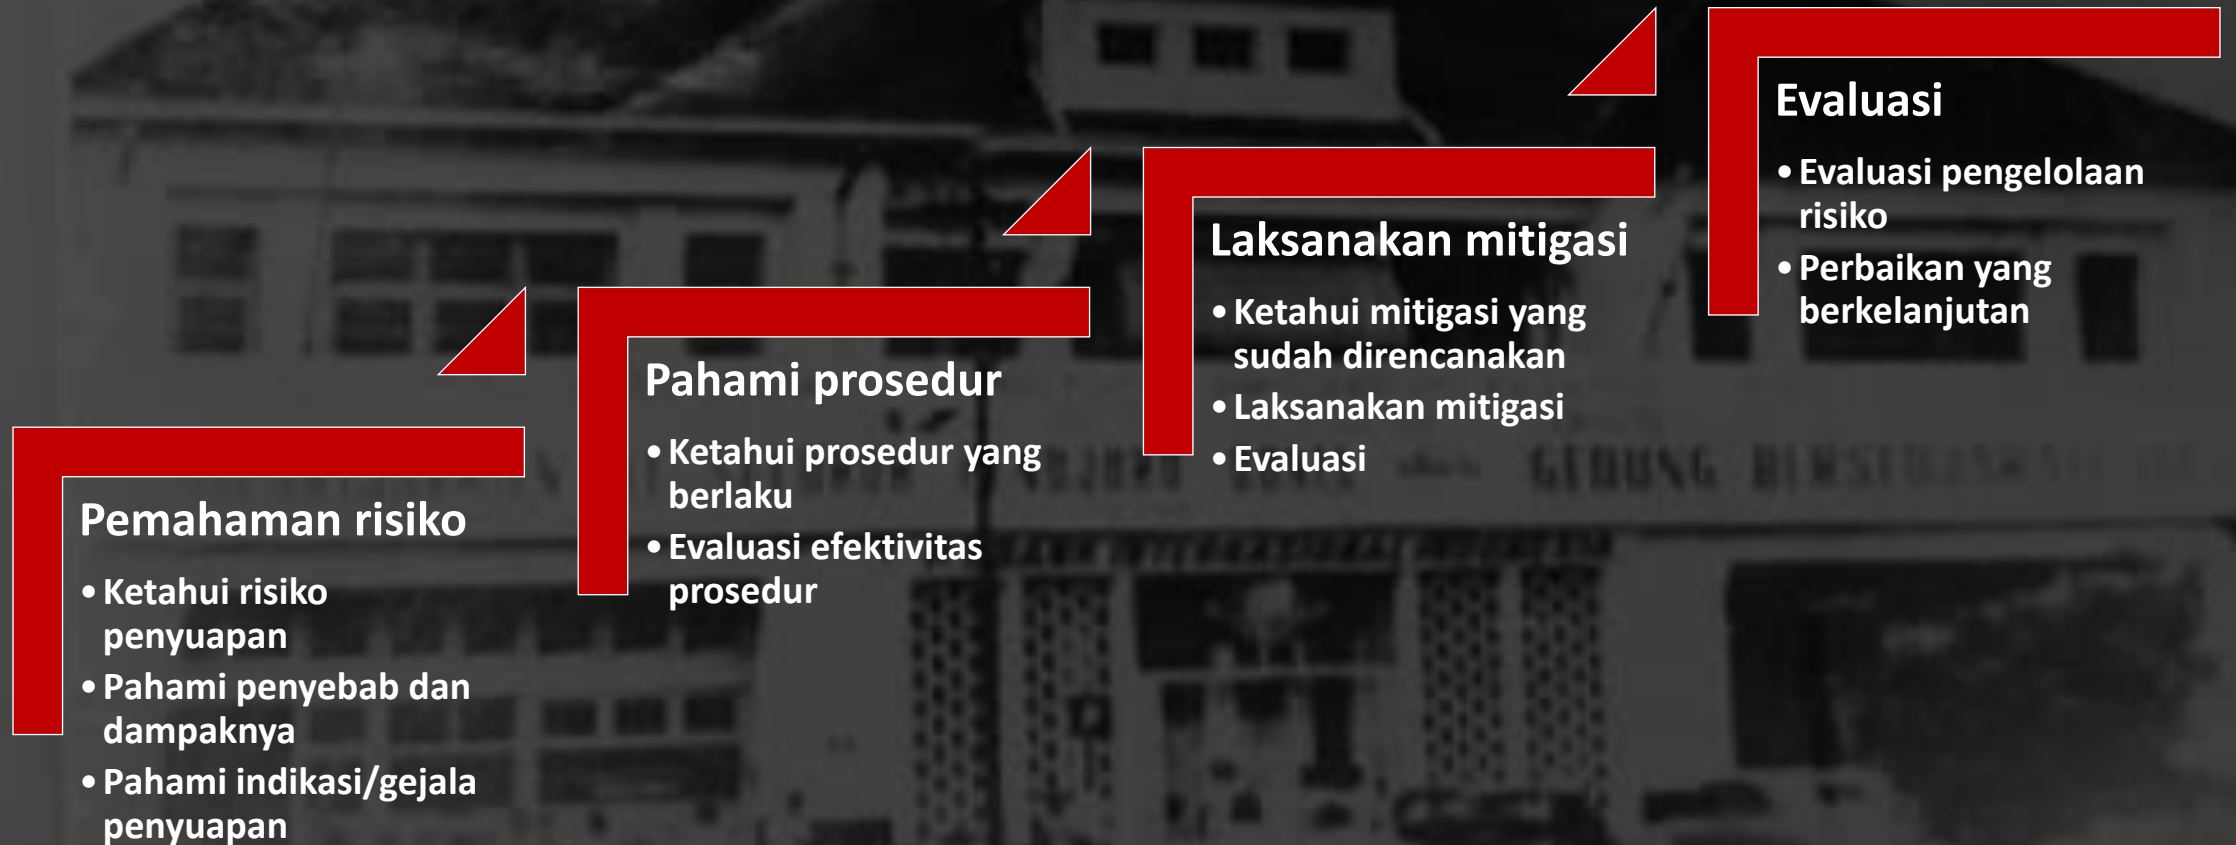 Pemahaman risiko
• Ketahui risiko
penyuapan
• Pahami penyebab dan
dampaknya
• Pahami indikasi/gejala
penyuapan
Pahami prosedur
• Ketahui prosedur yang
berlaku
• Evaluasi efektivitas
prosedur
Laksanakan mitigasi
• Ketahui mitigasi yang
sudah direncanakan
• Laksanakan mitigasi
• Evaluasi
Evaluasi
• Evaluasi pengelolaan
risiko
• Perbaikan yang
berkelanjutan
GEDUNG